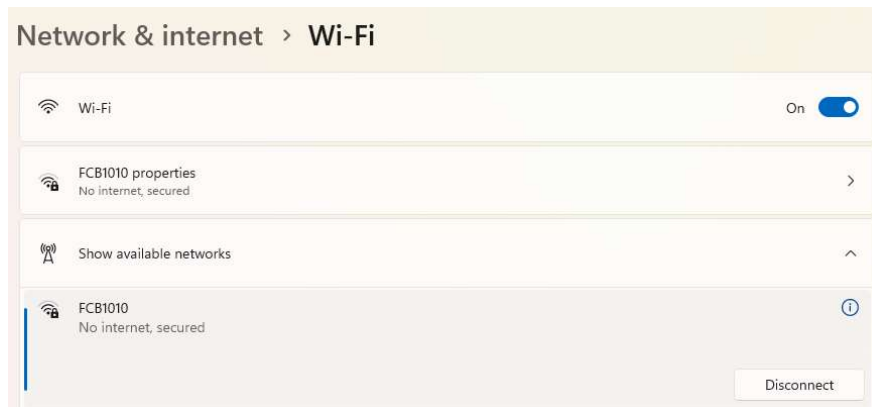 Network & internet > Wi-Fi
Wi-Fi
On
FCB1010 properties
No internet, secured
Show available networks
FCB1010
No internet, secured
Disconnect